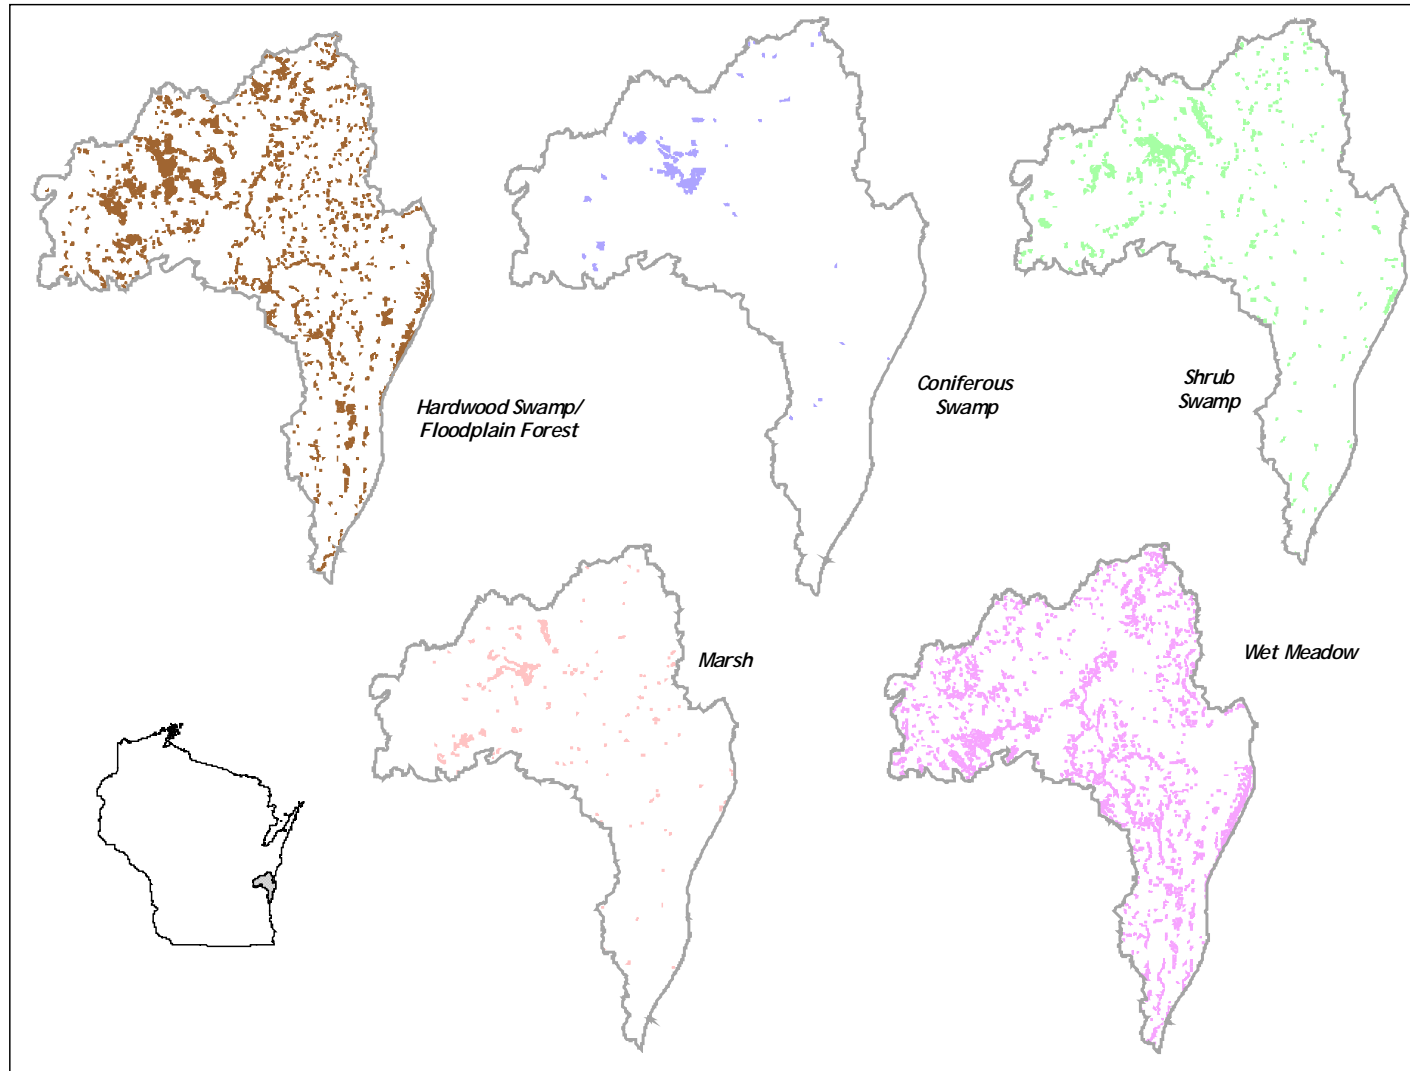 Hardwood Swamp/
Floodplain Forest
Coniferous
Swamp
Shrub
Swamp
Marsh
Wet Meadow